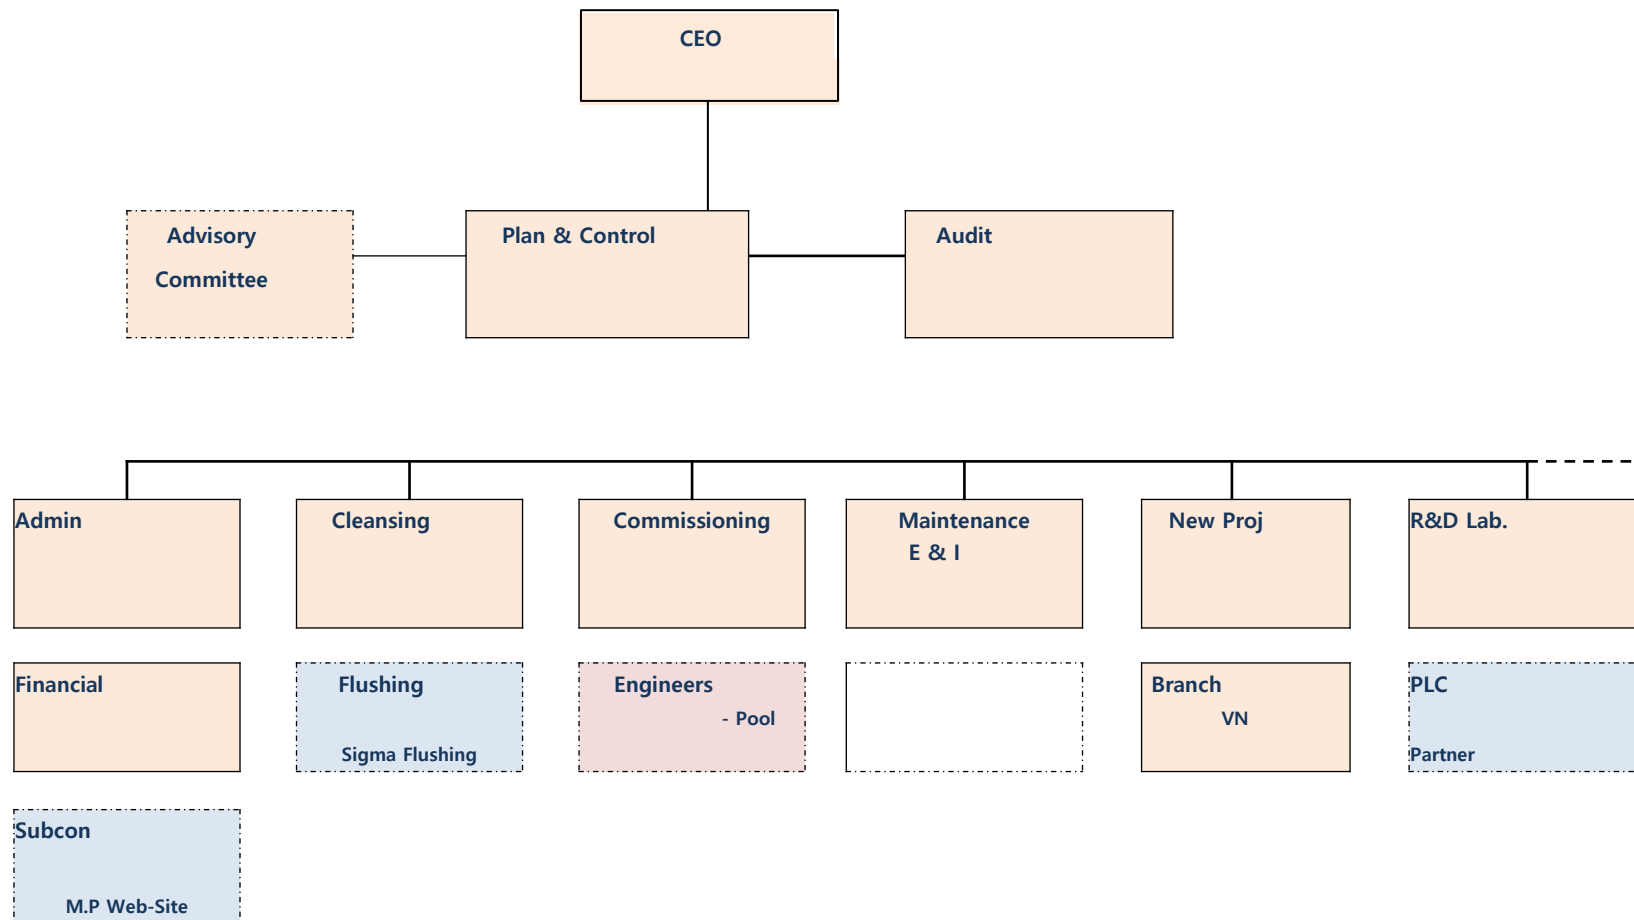 CEO
Advisory
Committee
Plan & Control
Audit
Admin
Cleansing
Commissioning
Maintenance
E & I
New Proj
R&D Lab.
Financial
Flushing
Sigma Flushing
Engineers
- Pool
Branch
VN
PLC
Partner
Subcon
M.P Web-Site